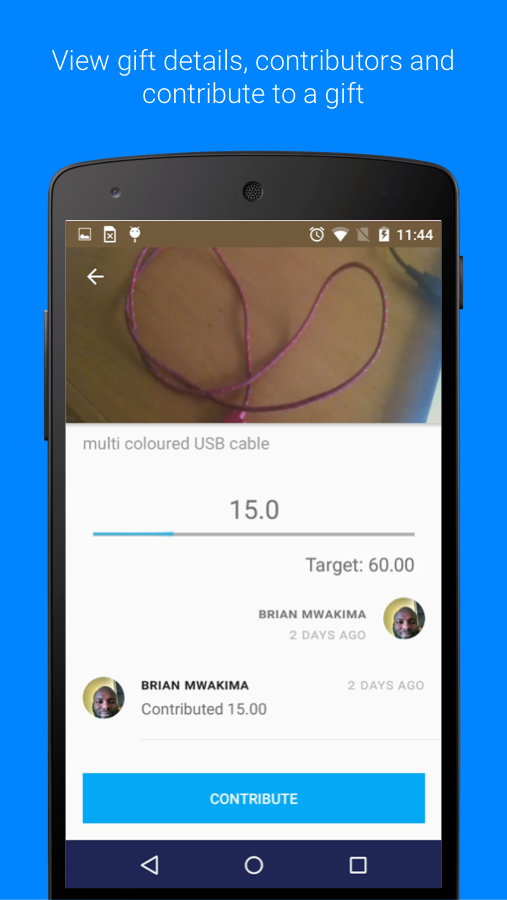 View gift details, contributors and
contribute to a gift
11:44
multi coloured USB cable
15.0
Target: 60.00
BRIAN MWAKIMA
2 DAYS AGO
BRIAN MWAKIMA 2 DAYS AGO
Contributed 15.00
CONTRIBUTE